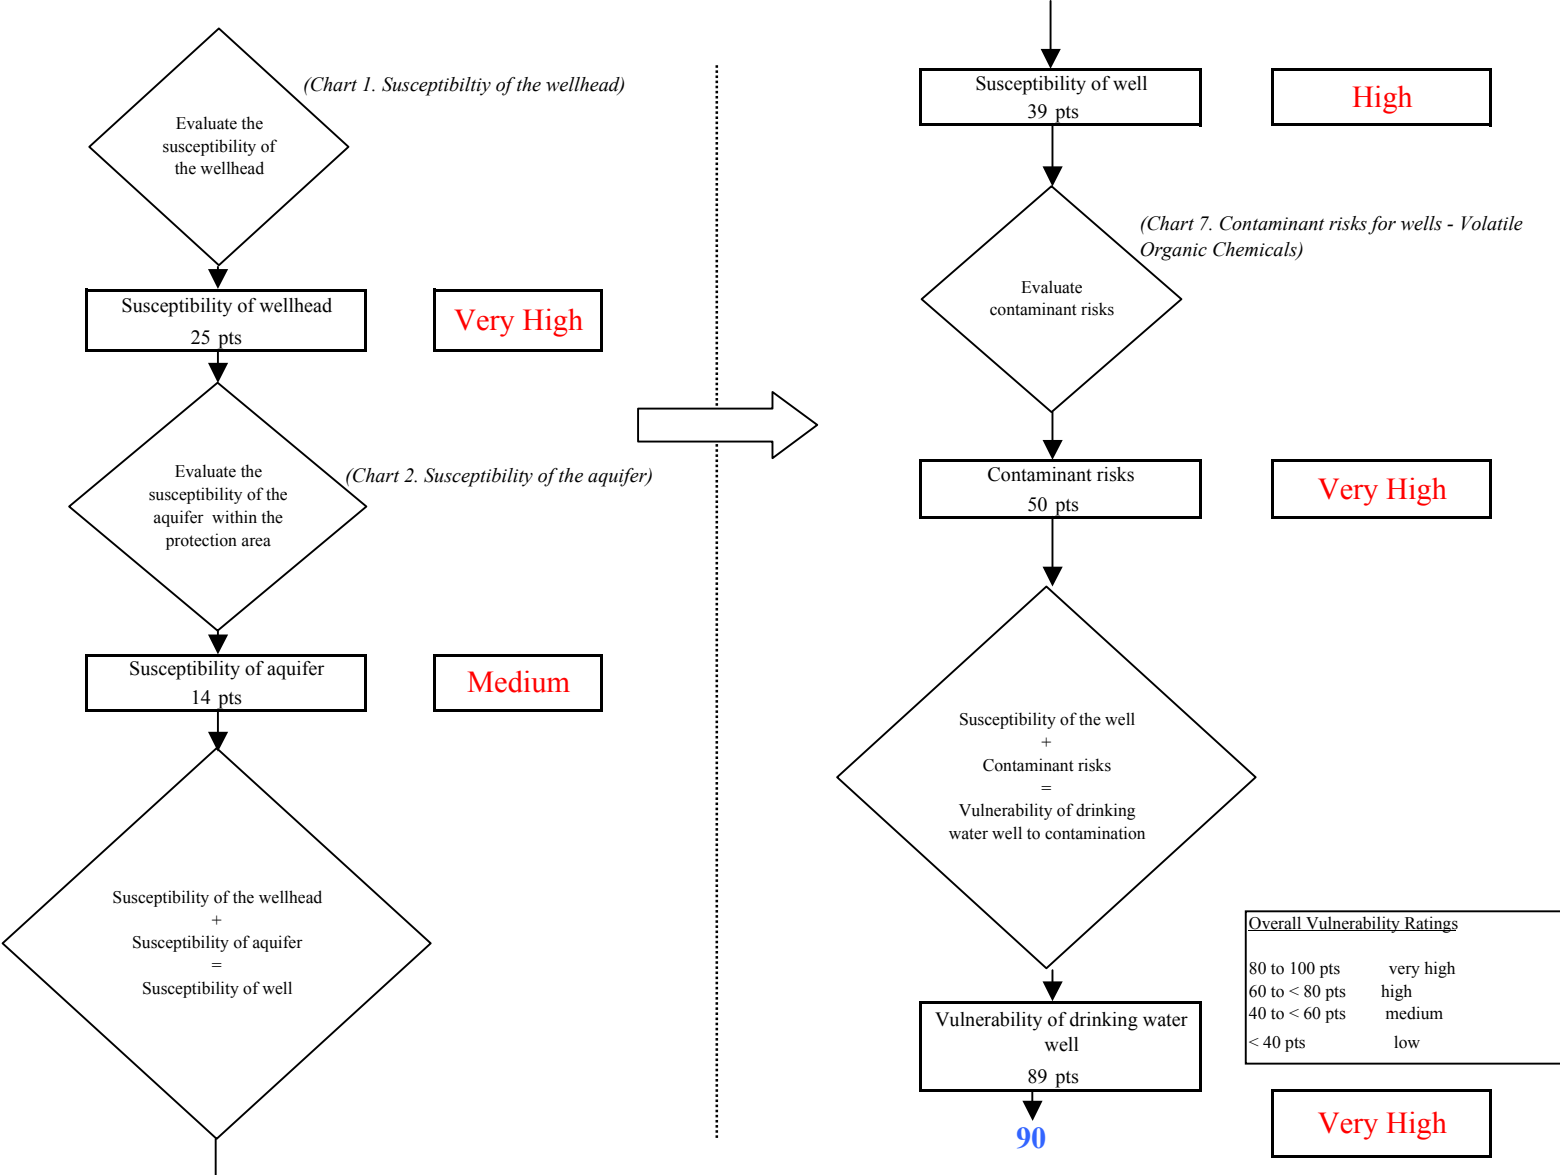 (Chart 1. Susceptibiltiy of the wellhead)
Evaluate the
susceptibility of
the wellhead
Susceptibility of wellhead
25 pts
Very High
(Chart 2. Susceptibility of the aquifer)
Evaluate the
susceptibility of the
aquifer within the
protection area
Susceptibility of aquifer
14 pts
Medium
Susceptibility of the wellhead
+
Susceptibility of aquifer
=
Susceptibility of well
Susceptibility of well
39 pts
High
(Chart 7. Contaminant risks for wells - Volatile
Organic Chemicals)
Evaluate
contaminant risks
Contaminant risks
50 pts
Very High
Susceptibility of the well
+
Contaminant risks
=
Vulnerability of drinking
water well to contamination
Overall Vulnerability Ratings
80 to 100 pts very high
60 to < 80 pts high
40 to < 60 pts medium
< 40 pts low
Vulnerability of drinking water
well
89 pts
90
Very High